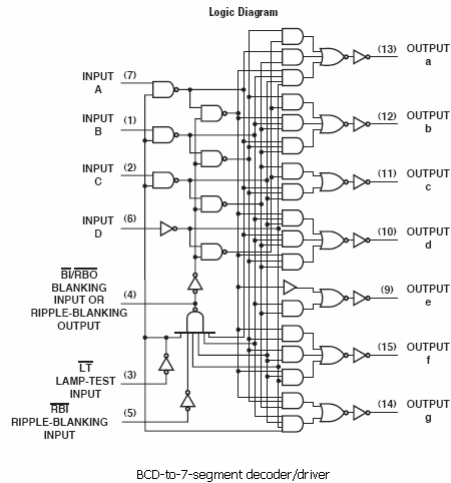 Logic Diagram
(13) OUTPUT
a
INPUT (7)
A
(12) OUTPUT
b
INPUT (1)
B
(11) OUTPUT
c
INPUT (2)
C
(10) OUTPUT
d
INPUT (6)
D
BI/RBO
BLANKING (4)
INPUT OR
RIPPLE-BLANKING
OUTPUT
(9) OUTPUT
e
LT (3)
LAMP-TEST
INPUT
(15) OUTPUT
f
RBI (5)
RIPPLE-BLANKING
INPUT
(14) OUTPUT
g
BCD-to-7-segment decoder/driver